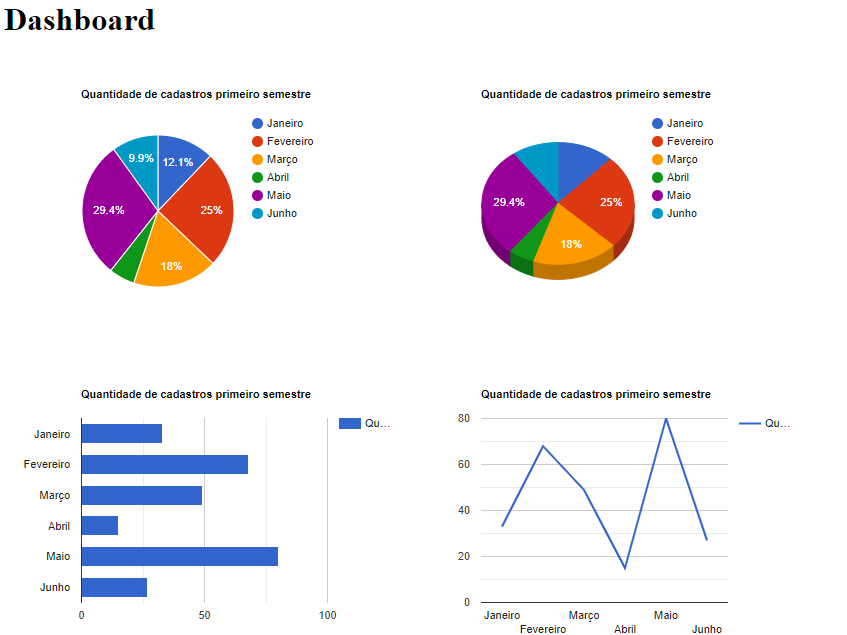 Dashboard
Quantidade de cadastros primeiro semestre
Janeiro
Fevereiro
Março
Abril
Maio
Junho
9.9%
12.1%
29.4%
25%
18%
Quantidade de cadastros primeiro semestre
Janeiro
Fevereiro
Março
Abril
Maio
Junho
29.4%
25%
18%
Quantidade de cadastros primeiro semestre
Qu...
Janeiro
Fevereiro
Março
Abril
Maio
Junho
0 50 100
Quantidade de cadastros primeiro semestre
Qu...
80
60
40
20
0
Janeiro Março Maio
Fevereiro Abril Junho